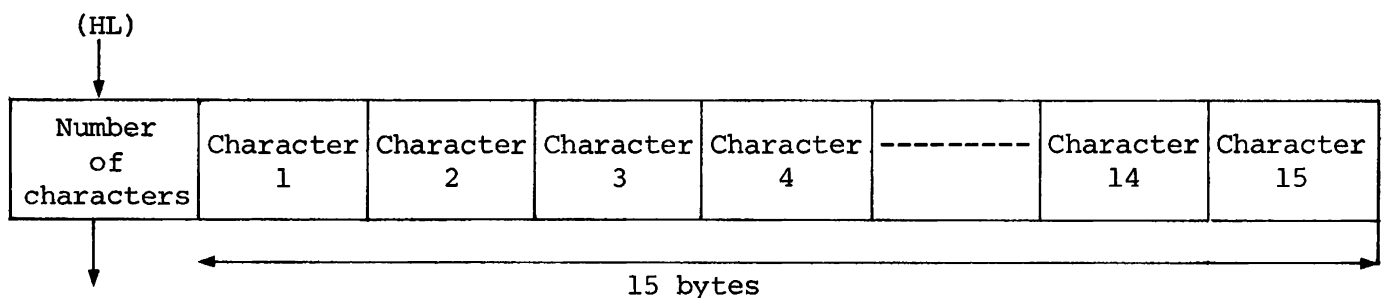 (HL)
Number
of
characters
Character
1
Character
2
Character
3
Character
4
---------
Character
14
Character
15
15 bytes